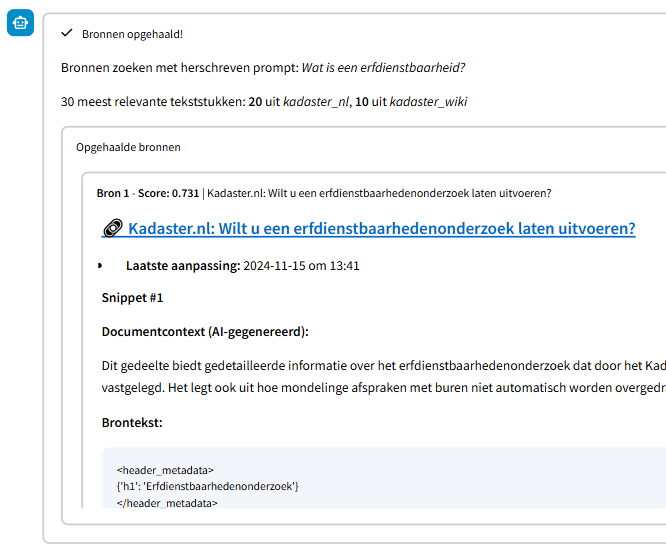 Bronnen opgehaald!
Bronnen zoeken met herschreven prompt: Wat is een erfdienstbaarheid?
30 meest relevante tekststukken: 20 uit kadaster_nl, 10 uit kadaster_wiki
Opgehaalde bronnen
Bron 1 - Score: 0.731 | Kadaster.nl: Wilt u een erfdienstbaarhedenonderzoek laten uitvoeren?
Kadaster.nl: Wilt u een erfdienstbaarhedenonderzoek laten uitvoeren?
• Laatste aanpassing: 2024-11-15 om 13:41
Snippet #1
Documentcontext (AI-gegenereerd):
Dit gedeelte biedt gedetailleerde informatie over het erfdienstbaarhedenonderzoek dat door het Kad
vastgelegd. Het legt ook uit hoe mondelinge afspraken met buren niet automatisch worden overgedr
Brontekst:
<header_metadata>
{'h1': 'Erfdienstbaarhedenonderzoek'}
</header_metadata>